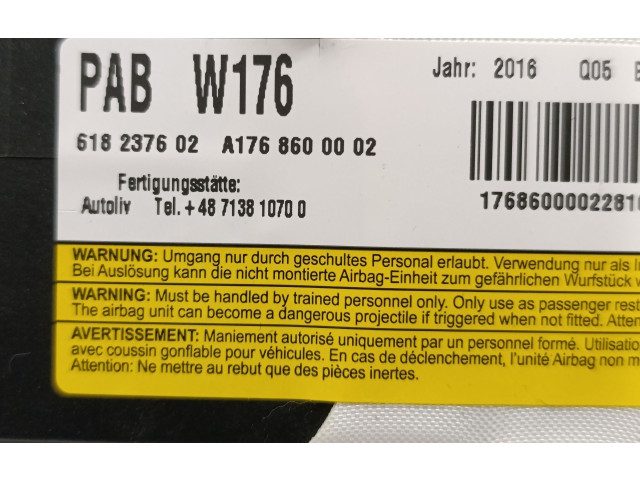 PAB W176 Jahr: 2016 Q05
618 2376 02 A176 860 00 02
Fertigungsstätte:
Autoliv Tel. +48 7138 1070 0
1768600002281
WARNUNG: Umgang nur durch geschultes Personal erlaubt. Verwendung nur als
Bei Auslösung kann die nicht montierte Airbag-Einheit zum gefährlichen Wurfstück
WARNING: Must be handled by trained personnel only. Only use as passenger
The airbag unit can become a dangerous projectile if triggered when not fitted. Attention:
AVERTISSEMENT: Maniement autorisé uniquement par un personnel formé.
avec coussin gonflable pour véhicules. En cas de déclenchement, l'unité Airbag non
Attention: Ne mettre au rebut que des pièces inertes.